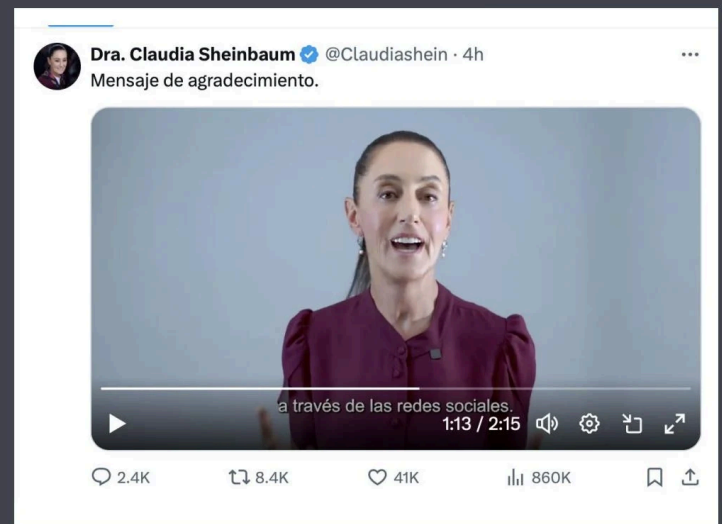 Dra. Claudia Sheinbaum @Claudiashein · 4h
Mensaje de agradecimiento.
a través de las redes sociales.
1:13 / 2:15
2.4K 8.4K 41K 860K